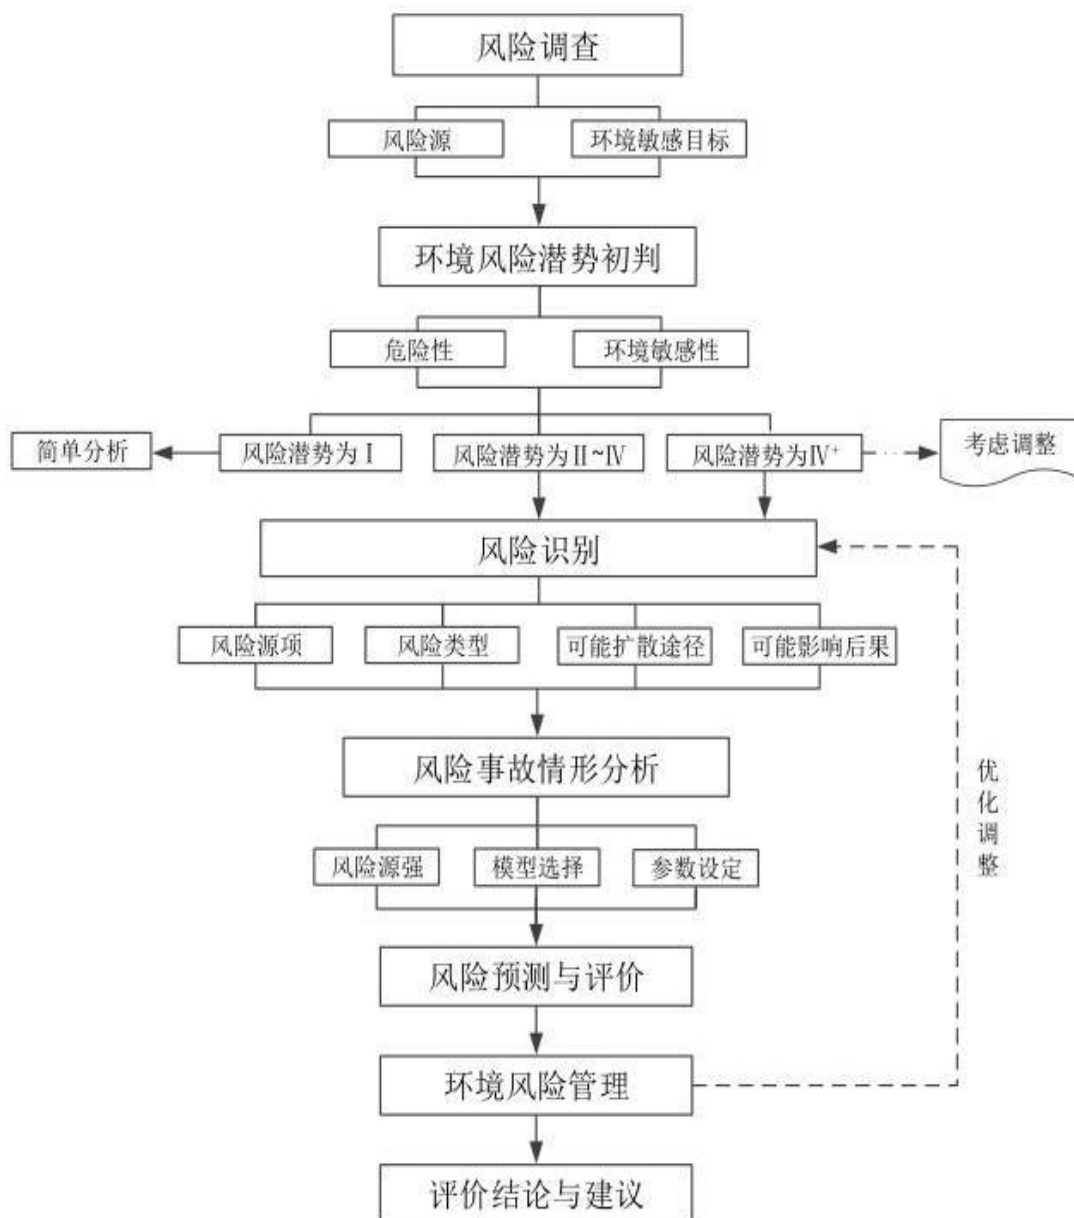 风险调查
风险源
环境敏感目标
环境风险潜势初判
危险性
环境敏感性
简单分析
风险潜势为Ⅰ
风险潜势为Ⅱ~Ⅳ
风险潜势为Ⅳ⁺
考虑调整
风险识别
风险源项
风险类型
可能扩散途径
可能影响后果
风险事故情形分析
优化调整
风险源强
模型选择
参数设定
风险预测与评价
环境风险管理
评价结论与建议